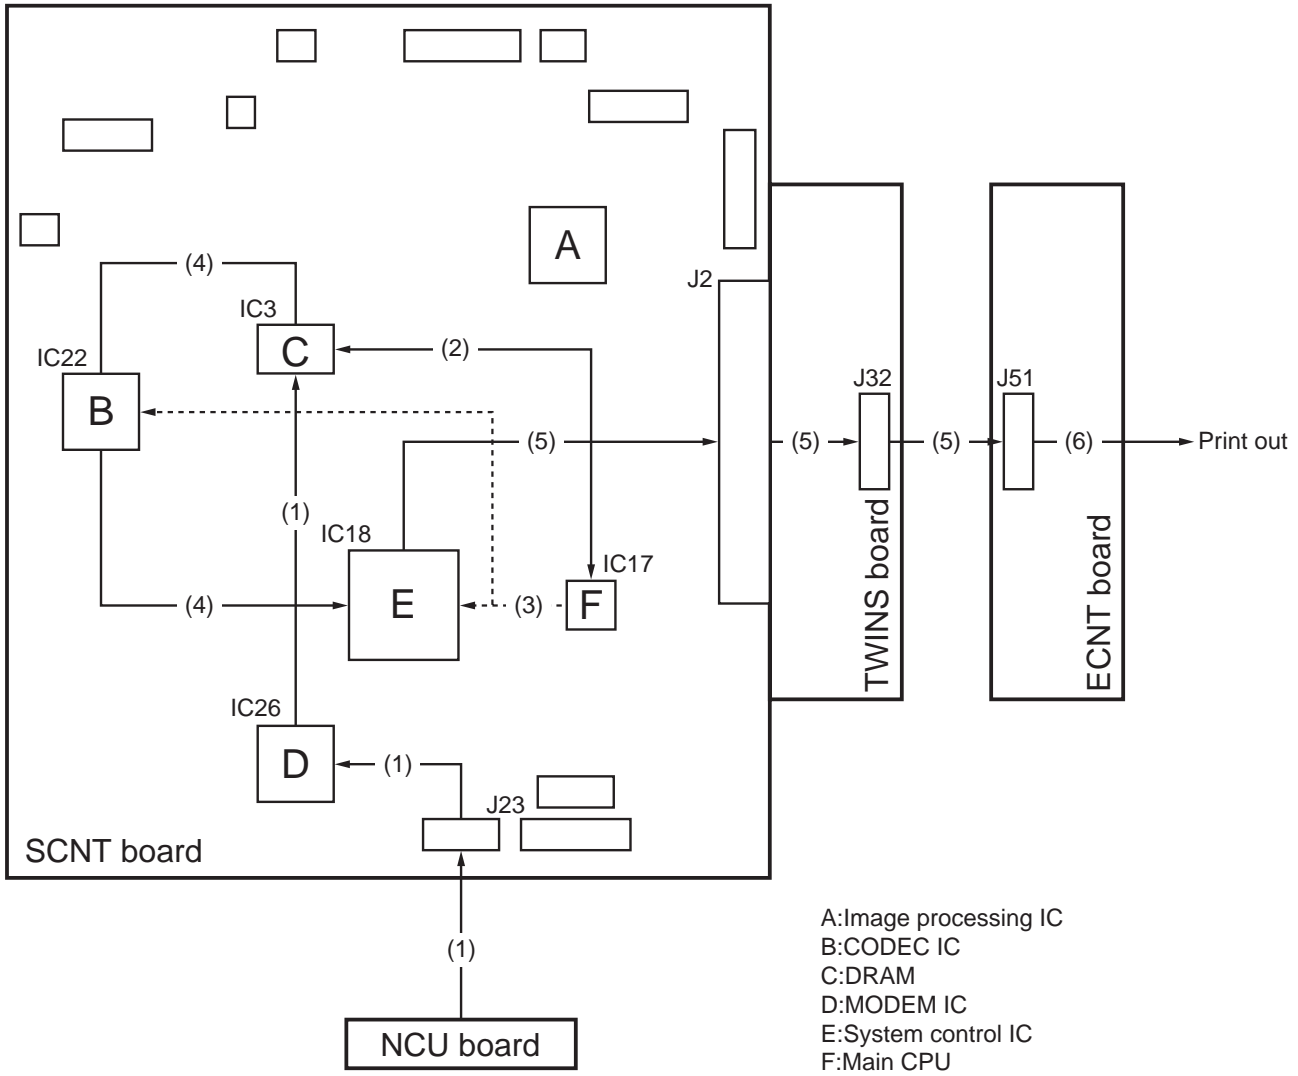 A
J2
(4)
IC3
C
(2)
IC22
B
J32
J51
(5)
(5)
(5)
(6)
Print out
(1)
IC18
E
(4)
(3)
IC17
F
TWINS board
ECNT board
IC26
D
(1)
J23
SCNT board
(1)
NCU board
A:Image processing IC
B:CODEC IC
C:DRAM
D:MODEM IC
E:System control IC
F:Main CPU